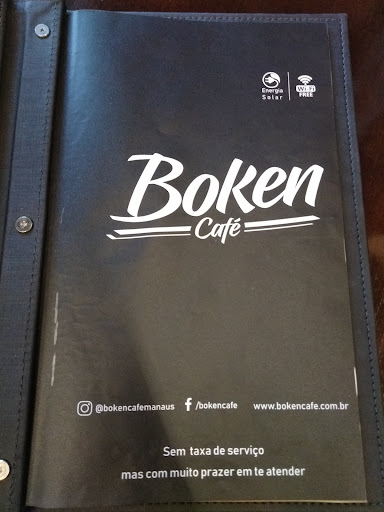 Energia
Solar
Wi-Fi
FREE
Boken
Café
@bokencafemanaus /bokencafe www.bokencafe.com.br
Sem taxa de serviço
mas com muito prazer em te atender